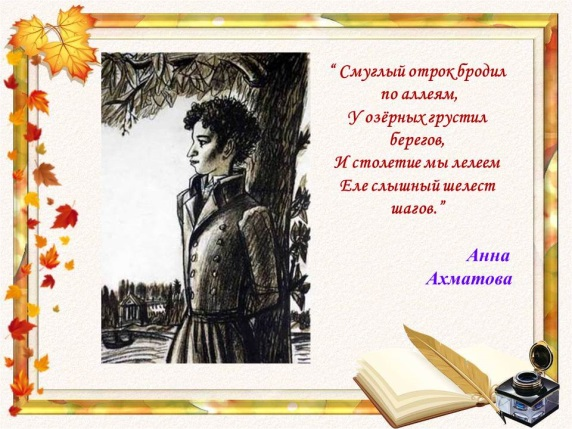 “ Смуглый отрок бродил
по аллеям,
У озёрных грустил
берегов,
И столетие мы лелеем
Еле слышный шелест
шагов.”
Анна
Ахматова